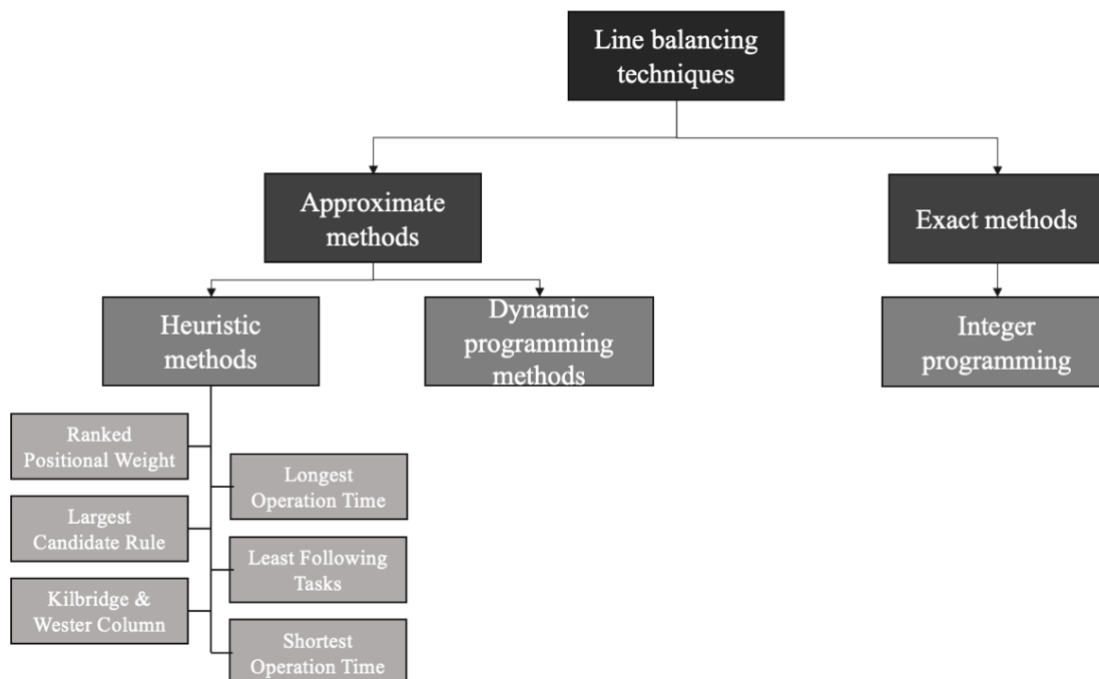 Line balancing
techniques
Approximate
methods
Exact methods
Heuristic
methods
Dynamic
programming
methods
Integer
programming
Ranked
Positional Weight
Longest
Operation Time
Largest
Candidate Rule
Least Following
Tasks
Kilbridge &
Wester Column
Shortest
Operation Time